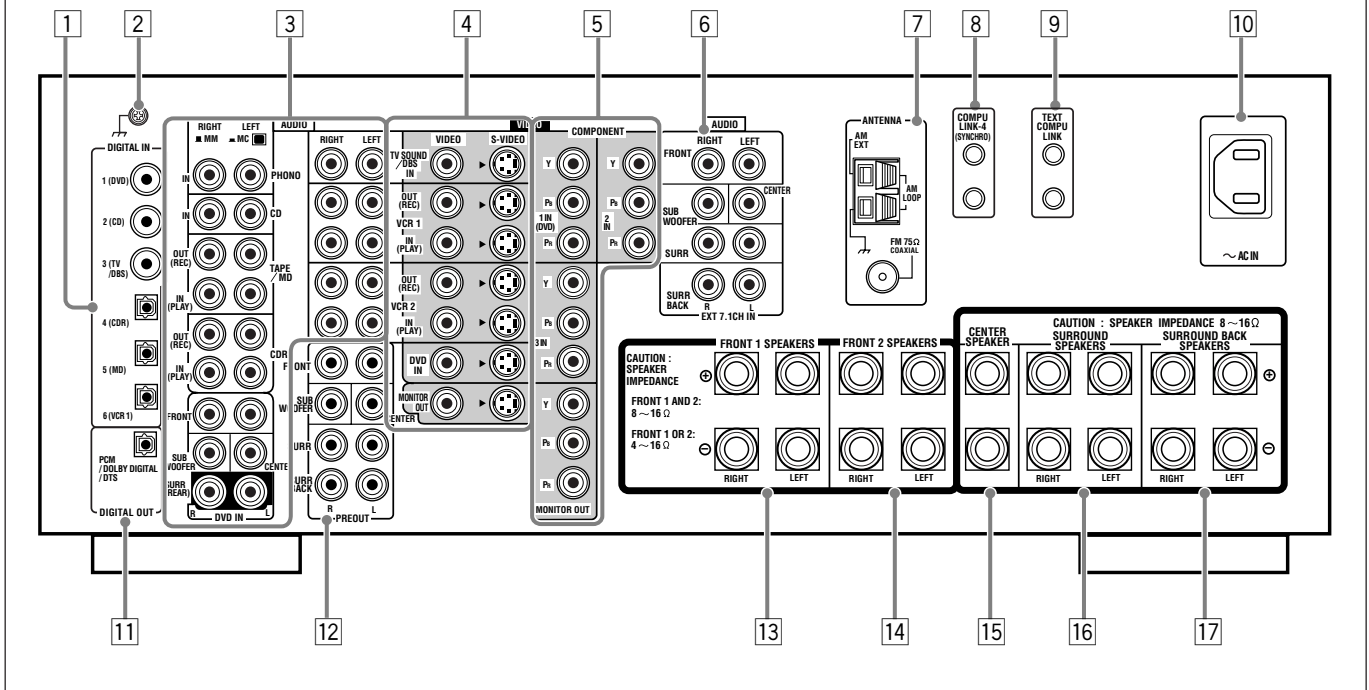 1 2 3 4 5 6 7 8 9 10
DIGITAL IN
1 (DVD)
2 (CD)
3 (TV
/DBS)
4 (CDR)
5 (MD)
6 (VCR 1)
PCM
/DOLBY DIGITAL
/DTS
DIGITAL OUT
RIGHT LEFT
MM MC
AUDIO
IN PHONO
IN CD
OUT
(REC)
TAPE
/MD
IN
(PLAY)
OUT
(REC)
CDR
IN
(PLAY)
FRONT
SUB
WOOFER
CENTE
SURR
(REAR)
R L
DVD IN
RIGHT LEFT
FRONT
SUB
WOOFER
CENTER
SURR
SURR
BACK
R L
PREOUT
VIDEO S-VIDEO
TV SOUND
/DBS
IN
OUT
(REC)
VCR 1
IN
(PLAY)
OUT
(REC)
VCR 2
IN
(PLAY)
DVD
IN
MONITOR
OUT
COMPONENT
Y Y
PB PB
1 IN
(DVD)
2
IN
PR PR
Y
PB
3 IN
PR
Y
PB
PR
MONITOR OUT
AUDIO
RIGHT LEFT
FRONT
CENTER
SUB
WOOFER
SURR
SURR
BACK
R L
EXT 7.1CH IN
ANTENNA
AM
EXT
AM
LOOP
FM 75Ω
COAXIAL
COMPU
LINK-4
(SYNCHRO)
TEXT
COMPU
LINK
~ AC IN
CAUTION :
SPEAKER
IMPEDANCE
FRONT 1 AND 2:
8～16 Ω
FRONT 1 OR 2:
4～16 Ω
FRONT 1 SPEAKERS
FRONT 2 SPEAKERS
⊕
⊖
RIGHT LEFT RIGHT LEFT
CAUTION : SPEAKER IMPEDANCE 8～16Ω
CENTER
SPEAKER
SURROUND
SPEAKERS
SURROUND BACK
SPEAKERS
⊕
⊖
RIGHT LEFT RIGHT LEFT
11 12 13 14 15 16 17